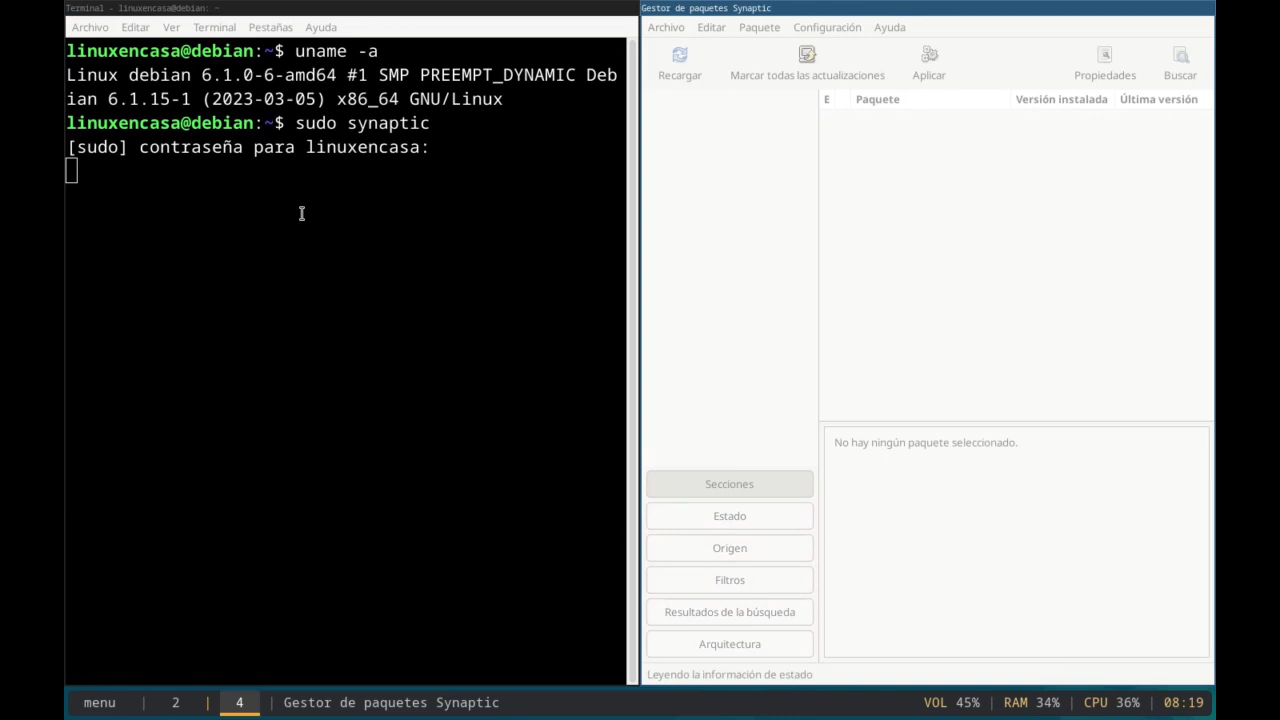 Terminal - linuxencasa@debian: ~
Archivo Editar Ver Terminal Pestañas Ayuda
linuxencasa@debian:~$ uname -a
Linux debian 6.1.0-6-amd64 #1 SMP PREEMPT_DYNAMIC Deb
ian 6.1.15-1 (2023-03-05) x86_64 GNU/Linux
linuxencasa@debian:~$ sudo synaptic
[sudo] contraseña para linuxencasa:
Gestor de paquetes Synaptic
Archivo Editar Paquete Configuración Ayuda
Recargar Marcar todas las actualizaciones Aplicar Propiedades Buscar
E Paquete Versión instalada Última versión
No hay ningún paquete seleccionado.
Secciones
Estado
Origen
Filtros
Resultados de la búsqueda
Arquitectura
Leyendo la información de estado
menu | 2 | 4 | Gestor de paquetes Synaptic VOL 45% | RAM 34% | CPU 36% | 08:19